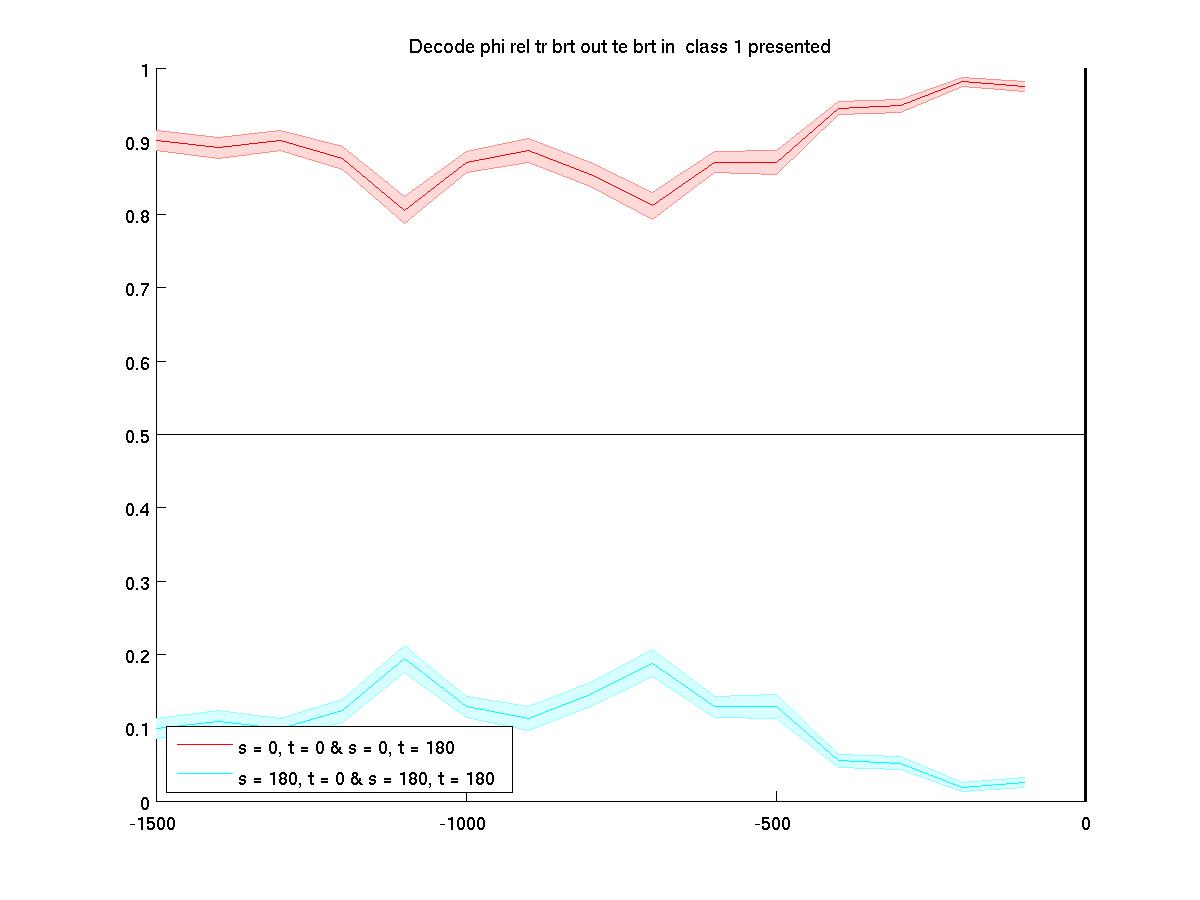 Decode phi rel tr brt out te brt in  class 1 presented
1
0.9
0.8
0.7
0.6
0.5
0.4
0.3
0.2
0.1
0
s = 0, t = 0 & s = 0, t = 180
s = 180, t = 0 & s = 180, t = 180
-1500 -1000 -500 0